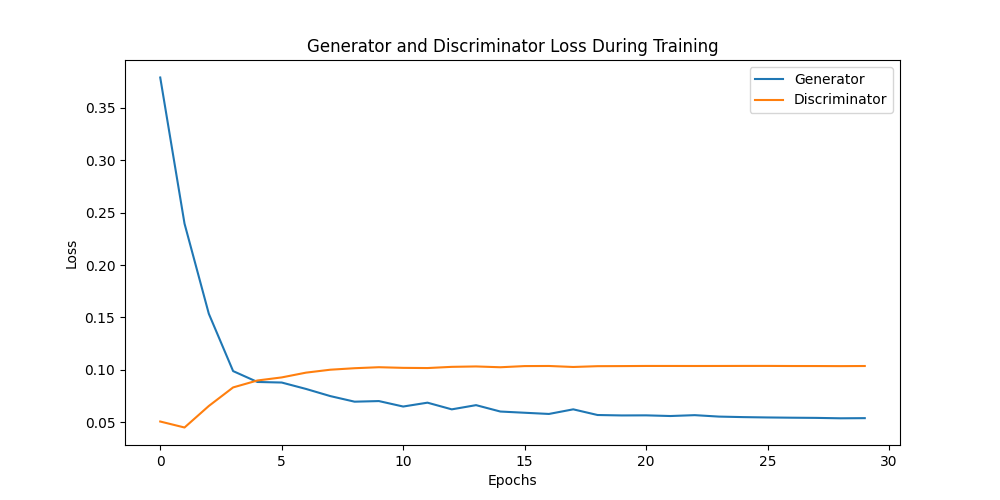 Generator and Discriminator Loss During Training
Generator
Discriminator
Loss
0.35
0.30
0.25
0.20
0.15
0.10
0.05
0 5 10 15 20 25 30
Epochs